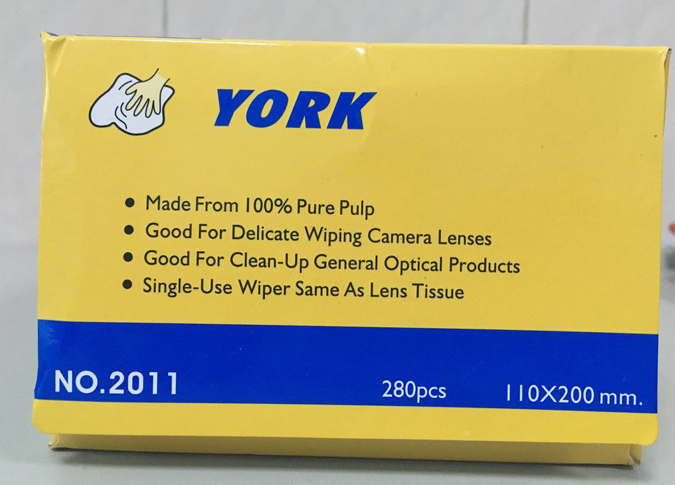 YORK
• Made From 100% Pure Pulp
• Good For Delicate Wiping Camera Lenses
• Good For Clean-Up General Optical Products
• Single-Use Wiper Same As Lens Tissue
NO.2011 280pcs 110X200 mm.